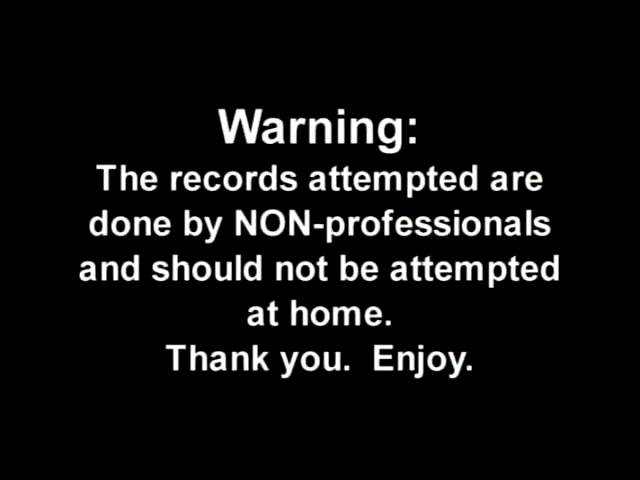 Warning:
The records attempted are
done by NON-professionals
and should not be attempted
at home.
Thank you.  Enjoy.